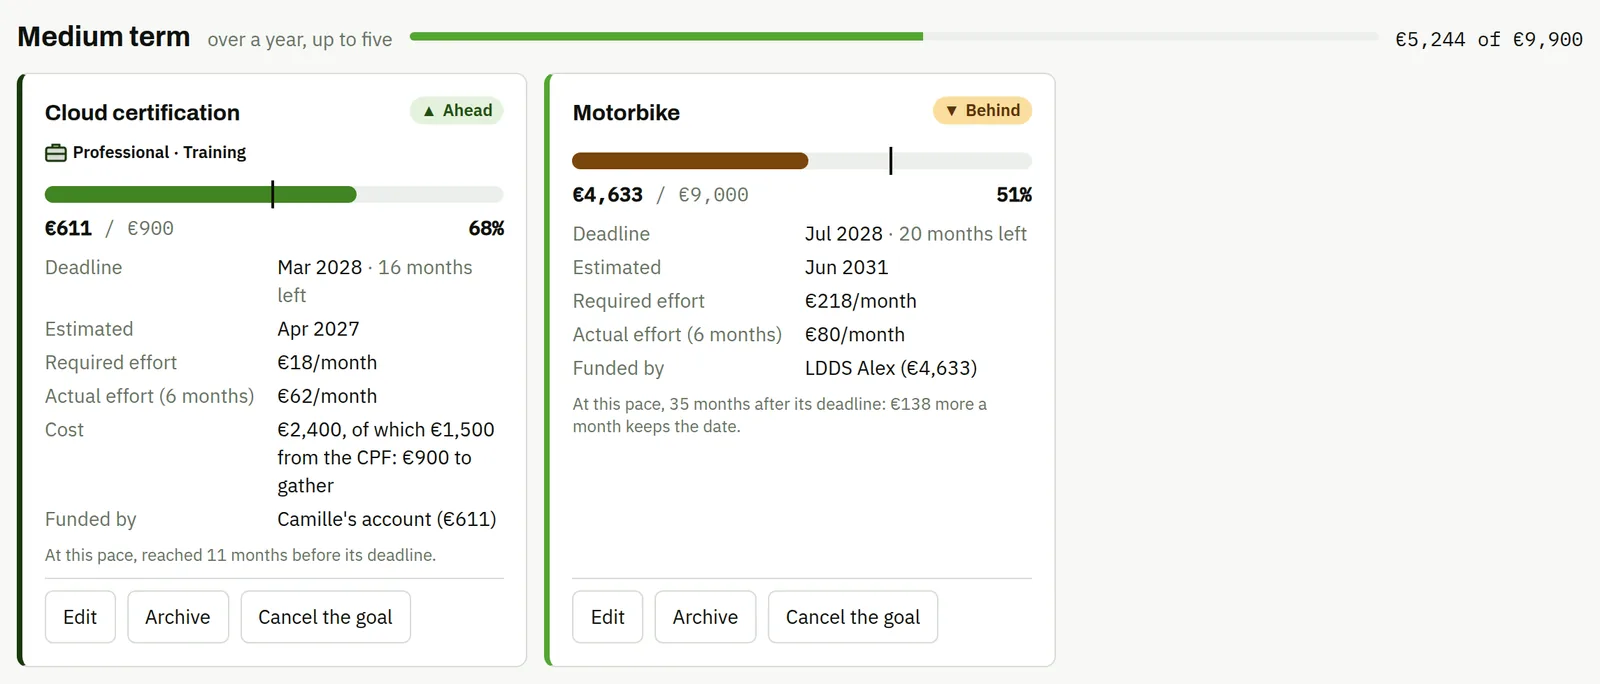 Medium term over a year, up to five €5,244 of €9,900
Cloud certification ▲ Ahead
Professional · Training
€611 / €900 68%
Deadline Mar 2028 · 16 months
left
Estimated Apr 2027
Required effort €18/month
Actual effort (6 months) €62/month
Cost €2,400, of which €1,500
from the CPF: €900 to
gather
Funded by Camille's account (€611)
At this pace, reached 11 months before its deadline.
Edit Archive Cancel the goal
Motorbike ▼ Behind
€4,633 / €9,000 51%
Deadline Jul 2028 · 20 months left
Estimated Jun 2031
Required effort €218/month
Actual effort (6 months) €80/month
Funded by LDDS Alex (€4,633)
At this pace, 35 months after its deadline: €138 more a
month keeps the date.
Edit Archive Cancel the goal